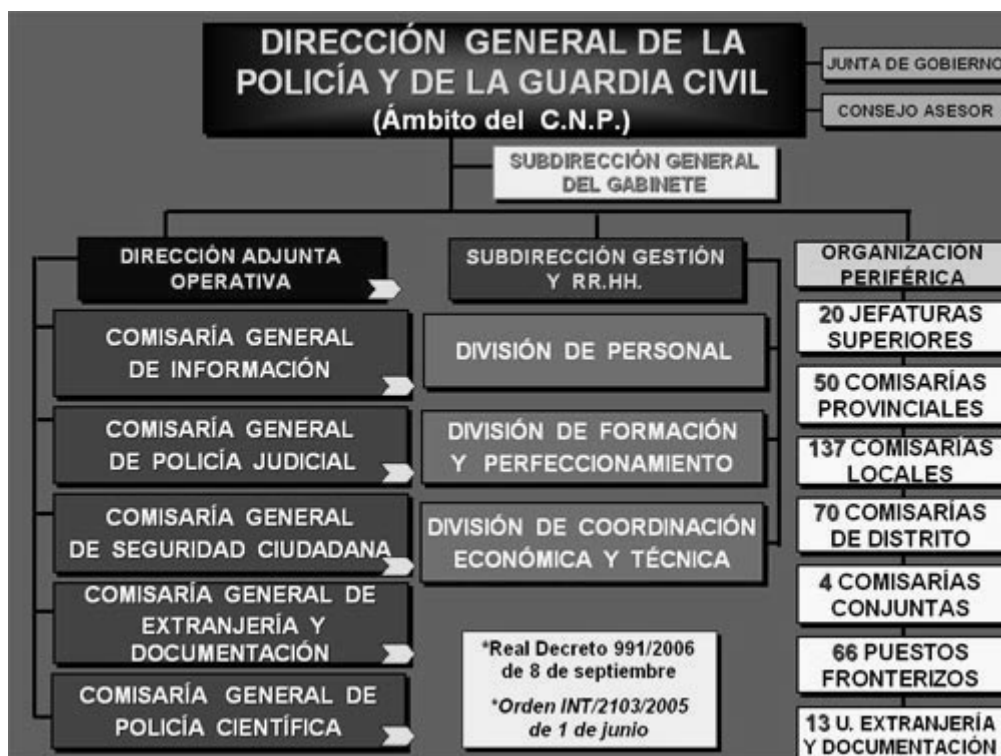 DIRECCIÓN GENERAL DE LA
POLICÍA Y DE LA GUARDIA CIVIL
(Ámbito del C.N.P.)
JUNTA DE GOBIERNO
CONSEJO ASESOR
SUBDIRECCIÓN GENERAL
DEL GABINETE
DIRECCIÓN ADJUNTA
OPERATIVA
COMISARÍA GENERAL
DE INFORMACIÓN
COMISARÍA GENERAL
DE POLICÍA JUDICIAL
COMISARÍA GENERAL
DE SEGURIDAD CIUDADANA
COMISARÍA GENERAL DE
EXTRANJERÍA Y
DOCUMENTACIÓN
COMISARÍA GENERAL DE
POLICÍA CIENTÍFICA
SUBDIRECCIÓN GESTIÓN
Y RR.HH.
DIVISIÓN DE PERSONAL
DIVISIÓN DE FORMACIÓN
Y PERFECCIONAMIENTO
DIVISIÓN DE COORDINACIÓN
ECONÓMICA Y TÉCNICA
*Real Decreto 991/2006
de 8 de septiembre
*Orden INT/2103/2005
de 1 de junio
ORGANIZACIÓN
PERIFÉRICA
20 JEFATURAS
SUPERIORES
50 COMISARÍAS
PROVINCIALES
137 COMISARÍAS
LOCALES
70 COMISARÍAS
DE DISTRITO
4 COMISARÍAS
CONJUNTAS
66 PUESTOS
FRONTERIZOS
13 U. EXTRANJERÍA
Y DOCUMENTACIÓN